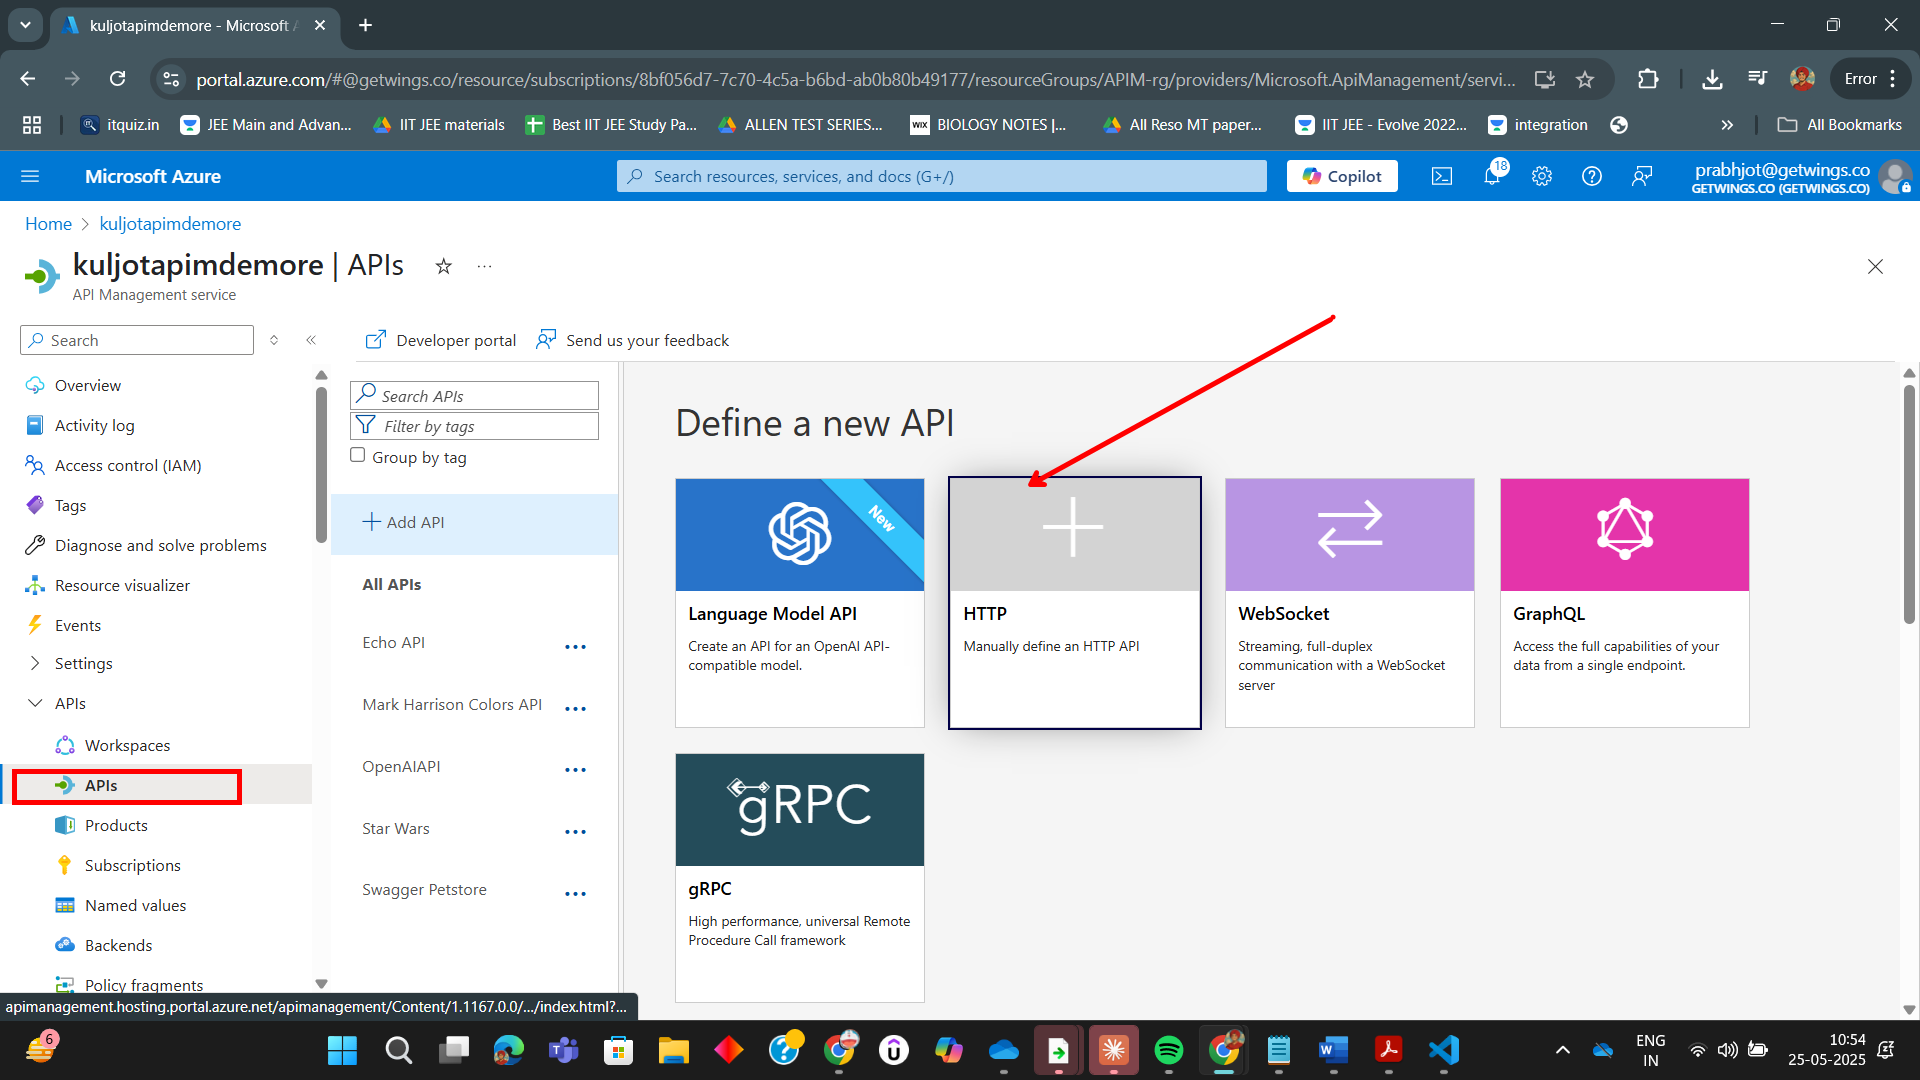 kuljotapimdemore - Microsoft A
portal.azure.com/#@getwings.co/resource/subscriptions/8bf056d7-7c70-4c5a-b6bd-ab0b80b49177/resourceGroups/APIM-rg/providers/Microsoft.ApiManagement/servi...
Error
itquiz.in
JEE Main and Advan...
IIT JEE materials
Best IIT JEE Study Pa...
ALLEN TEST SERIES...
WIX
BIOLOGY NOTES |...
All Reso MT paper...
IIT JEE - Evolve 2022...
integration
All Bookmarks
Microsoft Azure
Search resources, services, and docs (G+/)
Copilot
18
prabhjot@getwings.co
GETWINGS.CO (GETWINGS.CO)
Home
kuljotapimdemore
kuljotapimdemore | APIs
API Management service
Search
Developer portal
Send us your feedback
Overview
Activity log
Access control (IAM)
Tags
Diagnose and solve problems
Resource visualizer
Events
Settings
APIs
Workspaces
APIs
Products
Subscriptions
Named values
Backends
Policy fragments
Search APIs
Filter by tags
Group by tag
Add API
All APIs
Echo API
Mark Harrison Colors API
OpenAIAPI
Star Wars
Swagger Petstore
Define a new API
New
Language Model API
Create an API for an OpenAI API-
compatible model.
HTTP
Manually define an HTTP API
WebSocket
Streaming, full-duplex
communication with a WebSocket
server
GraphQL
Access the full capabilities of your
data from a single endpoint.
gRPC
gRPC
High performance, universal Remote
Procedure Call framework
apimanagement.hosting.portal.azure.net/apimanagement/Content/1.1167.0.0/.../index.html?...
6
ENG
IN
10:54
25-05-2025